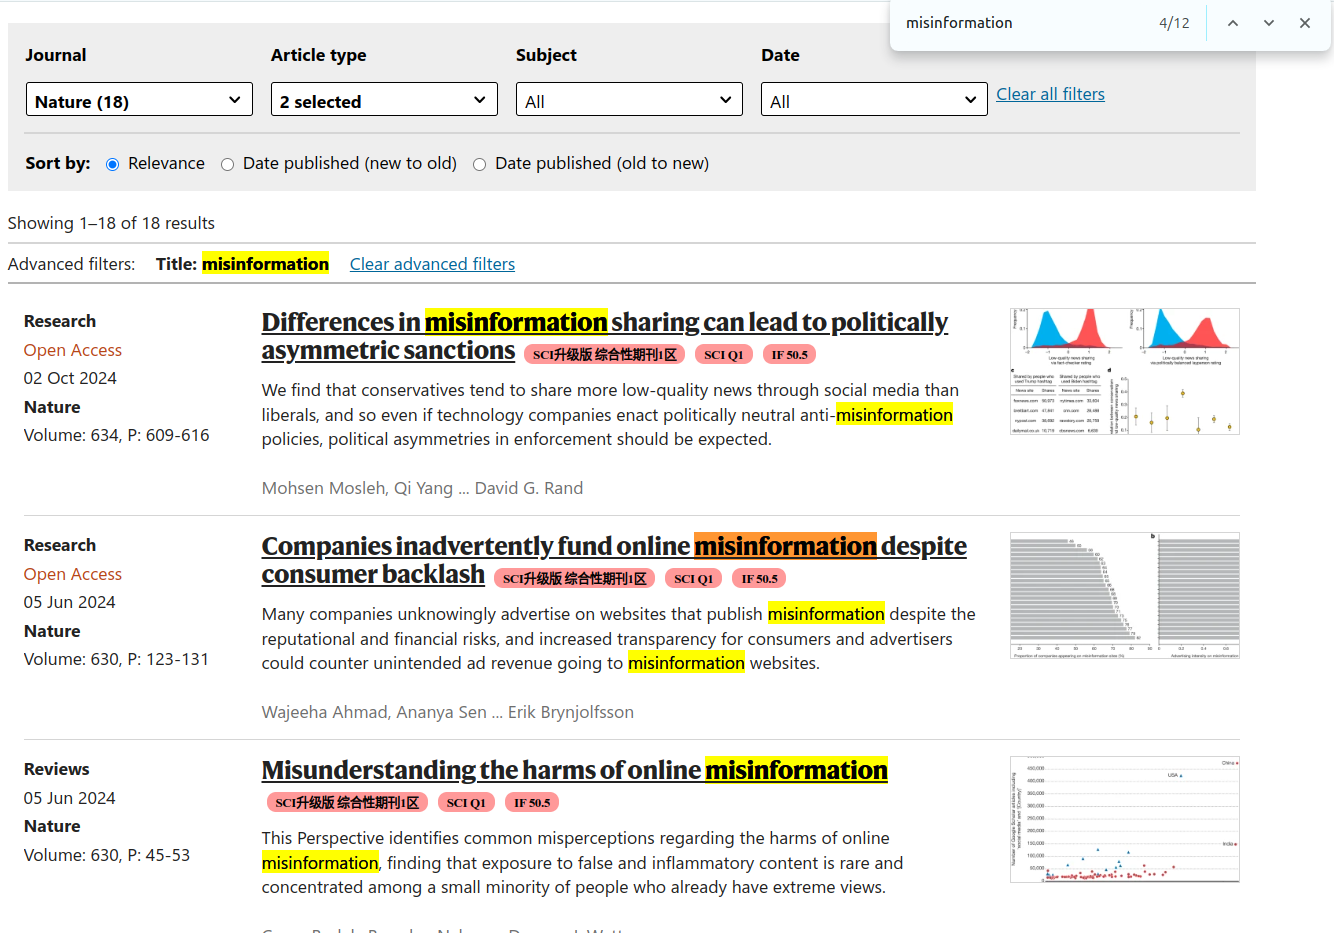 misinformation 4/12
Journal Article type Subject Date
Nature (18) 2 selected All All Clear all filters
Sort by: Relevance Date published (new to old) Date published (old to new)
Showing 1–18 of 18 results
Advanced filters: Title: misinformation Clear advanced filters
Research
Open Access
02 Oct 2024
Nature
Volume: 634, P: 609-616
Differences in misinformation sharing can lead to politically
asymmetric sanctions SCI升级版 综合性期刊1区 SCI Q1 IF 50.5
We find that conservatives tend to share more low-quality news through social media than
liberals, and so even if technology companies enact politically neutral anti-misinformation
policies, political asymmetries in enforcement should be expected.
Mohsen Mosleh, Qi Yang ... David G. Rand
Research
Open Access
05 Jun 2024
Nature
Volume: 630, P: 123-131
Companies inadvertently fund online misinformation despite
consumer backlash SCI升级版 综合性期刊1区 SCI Q1 IF 50.5
Many companies unknowingly advertise on websites that publish misinformation despite the
reputational and financial risks, and increased transparency for consumers and advertisers
could counter unintended ad revenue going to misinformation websites.
Wajeeha Ahmad, Ananya Sen ... Erik Brynjolfsson
Reviews
05 Jun 2024
Nature
Volume: 630, P: 45-53
Misunderstanding the harms of online misinformation
SCI升级版 综合性期刊1区 SCI Q1 IF 50.5
This Perspective identifies common misperceptions regarding the harms of online
misinformation, finding that exposure to false and inflammatory content is rare and
concentrated among a small minority of people who already have extreme views.
China
USA
India